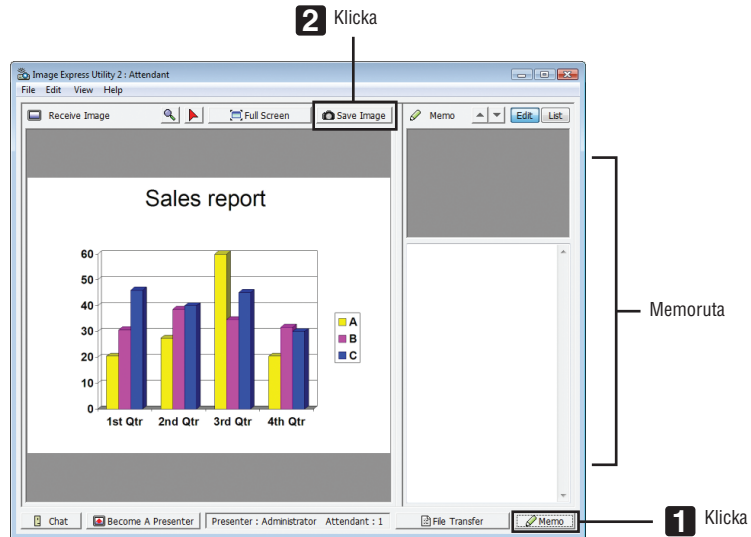 2 Klicka
Image Express Utility 2 : Attendant
File Edit View Help
Receive Image Full Screen Save Image Memo Edit List
Sales report
60
50
40
30
20
10
0
A
B
C
1st Qtr 2nd Qtr 3rd Qtr 4th Qtr
Memoruta
Chat Become A Presenter Presenter : Administrator Attendant : 1 File Transfer Memo
1 Klicka